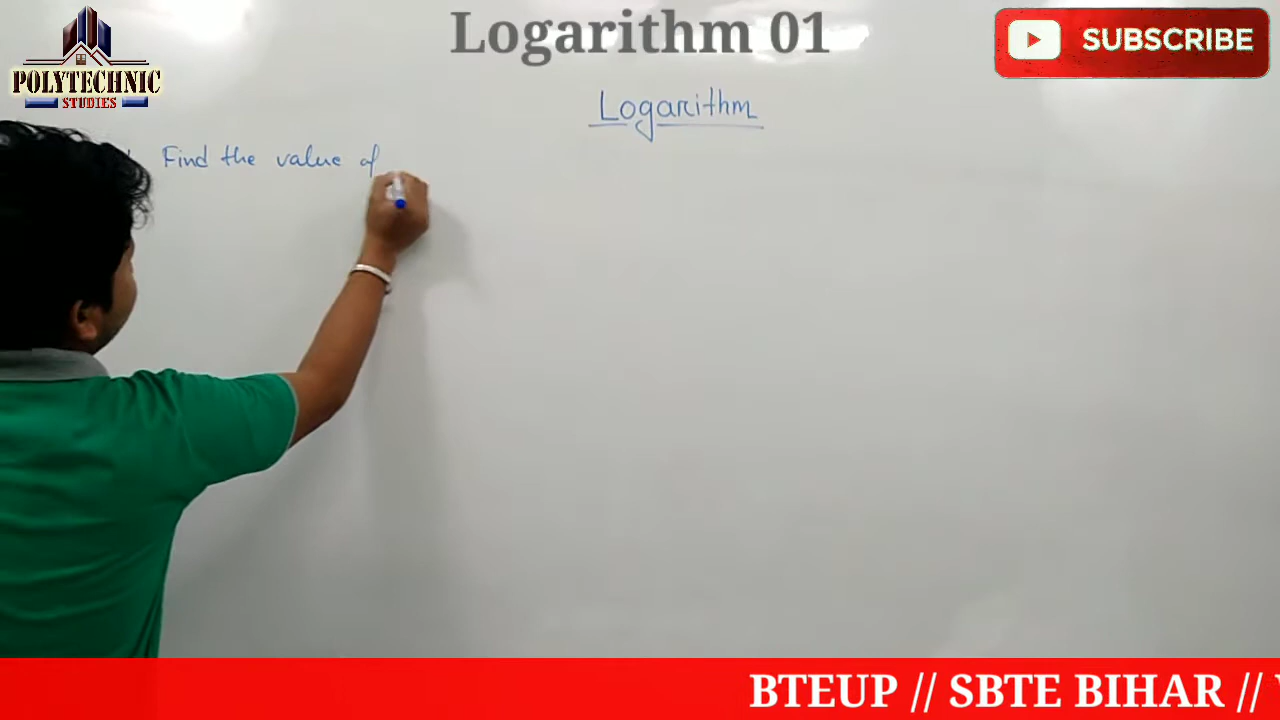 Logarithm 01
SUBSCRIBE
POLYTECHNIC
STUDIES
Logarithm
Find the value of
BTEUP // SBTE BIHAR //